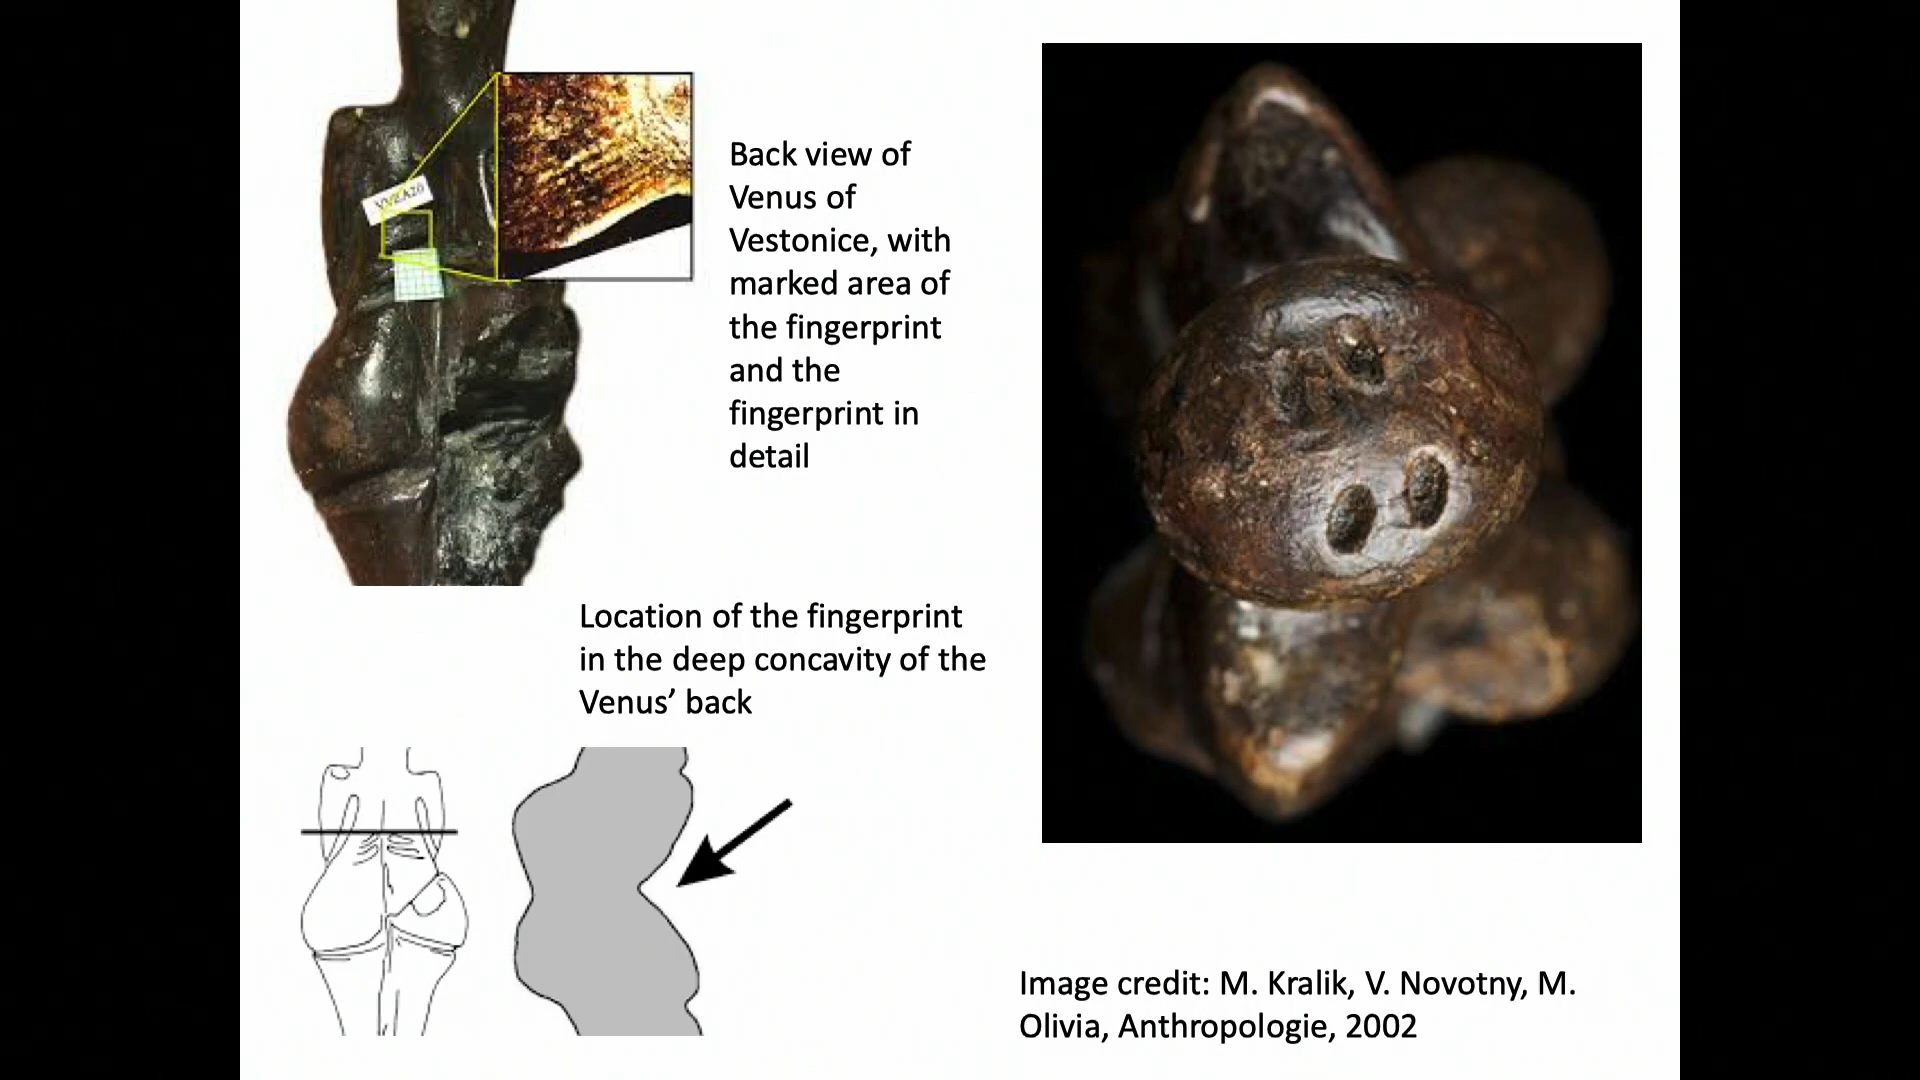 Back view of
Venus of
Vestonice, with
marked area of
the fingerprint
and the
fingerprint in
detail
Location of the fingerprint
in the deep concavity of the
Venus’ back
Image credit: M. Kralik, V. Novotny, M.
Olivia, Anthropologie, 2002